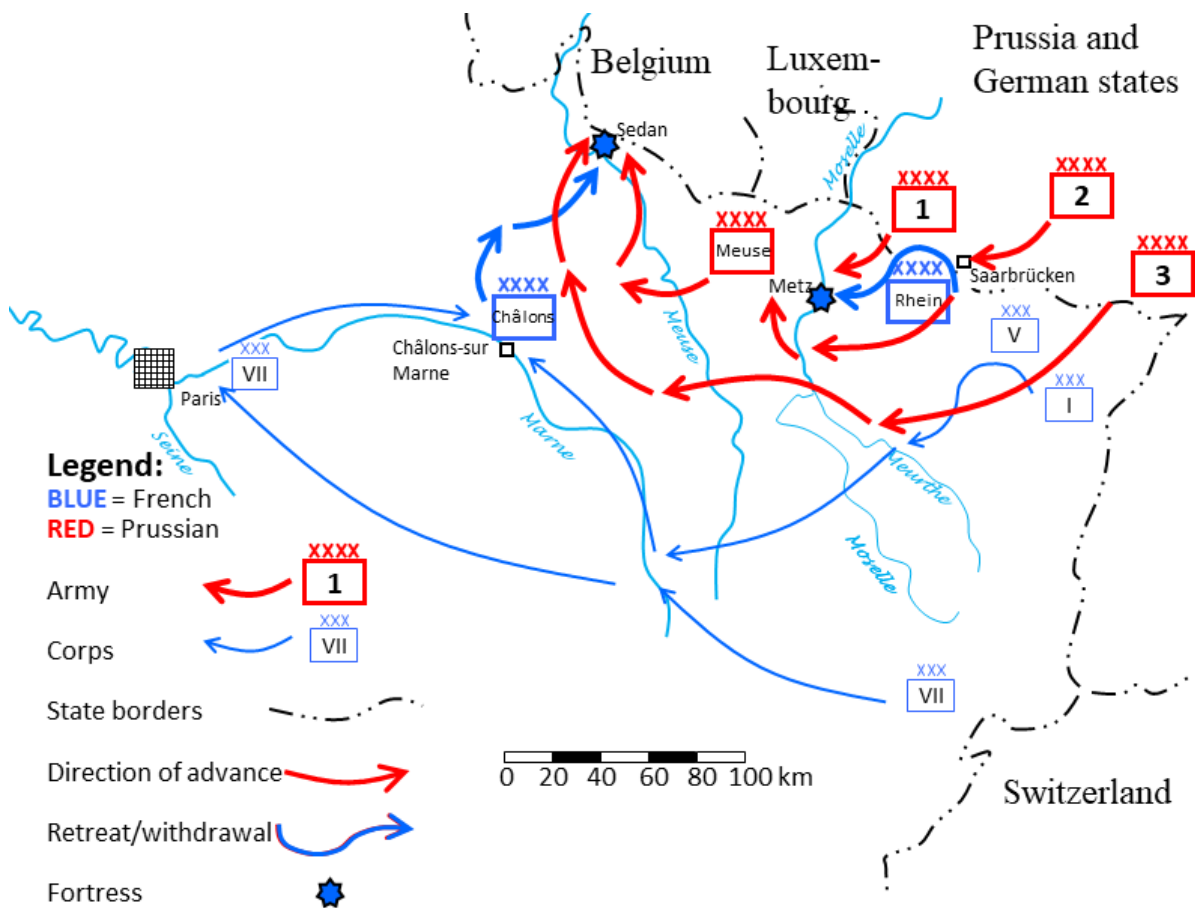 Belgium
Luxem-
bourg
Prussia and
German states
Sedan
Moselle
XXXX
1
XXXX
2
XXXX
3
XXXX
Meuse
Metz
XXXX
Rhein
Saarbrücken
XXX
V
XXX
I
XXXX
Châlons
Châlons-sur
Marne
Meuse
XXX
VII
Paris
Seine
Marne
Meurthe
Moselle
Legend:
BLUE = French
RED = Prussian
Army
XXXX
1
Corps
XXX
VII
XXX
VII
State borders
Direction of advance
Retreat/withdrawal
Fortress
0 20 40 60 80 100 km
Switzerland